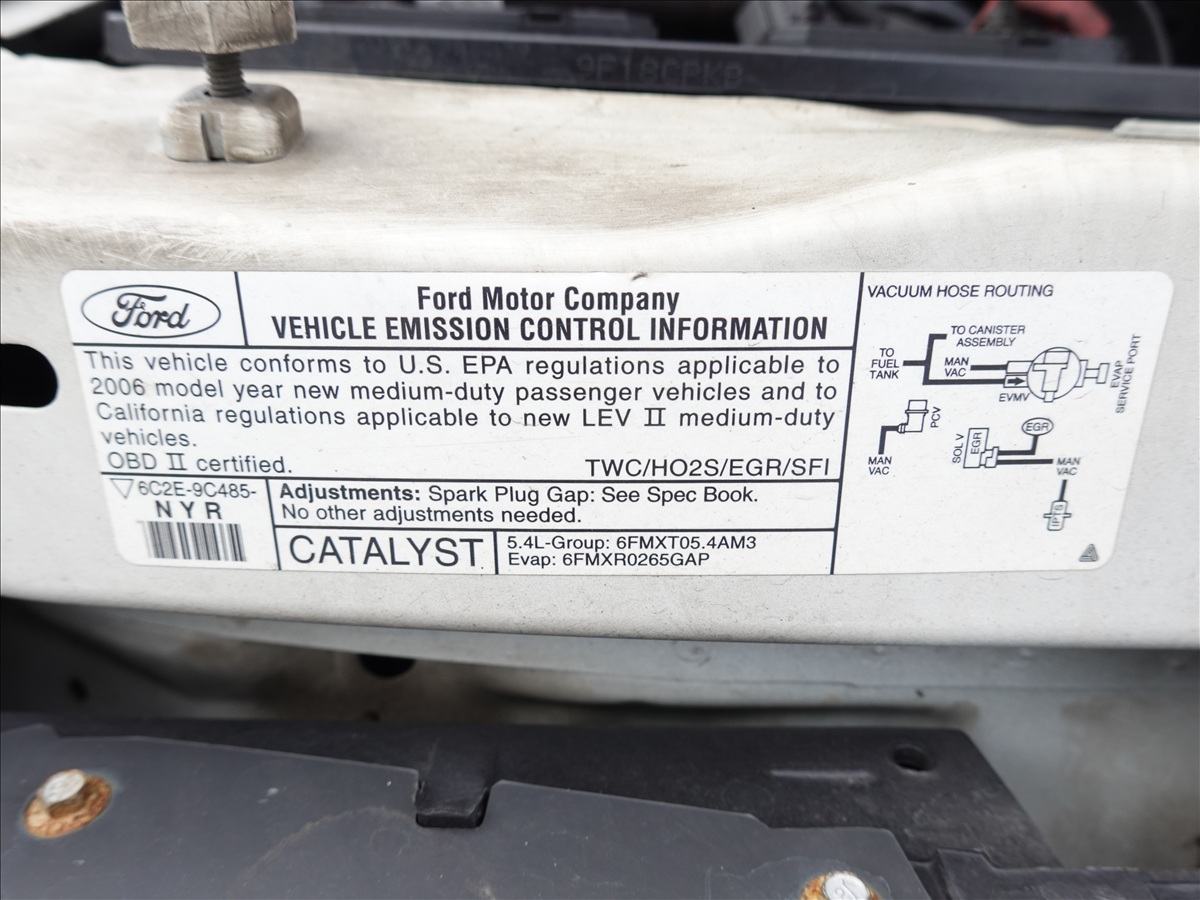 Ford
Ford Motor Company
VEHICLE EMISSION CONTROL INFORMATION
This vehicle conforms to U.S. EPA regulations applicable to
2006 model year new medium-duty passenger vehicles and to
California regulations applicable to new LEV II medium-duty
vehicles.
OBD II certified.
TWC/HO2S/EGR/SFI
6C2E-9C485-
NYR
Adjustments: Spark Plug Gap: See Spec Book.
No other adjustments needed.
CATALYST
5.4L-Group: 6FMXT05.4AM3
Evap: 6FMXR0265GAP
VACUUM HOSE ROUTING
TO CANISTER
ASSEMBLY
TO
FUEL
TANK
MAN
VAC
EVMV
EVAP
SERVICE PORT
PCV
MAN
VAC
SOL V
EGR
EGR
MAN
VAC
IPTS